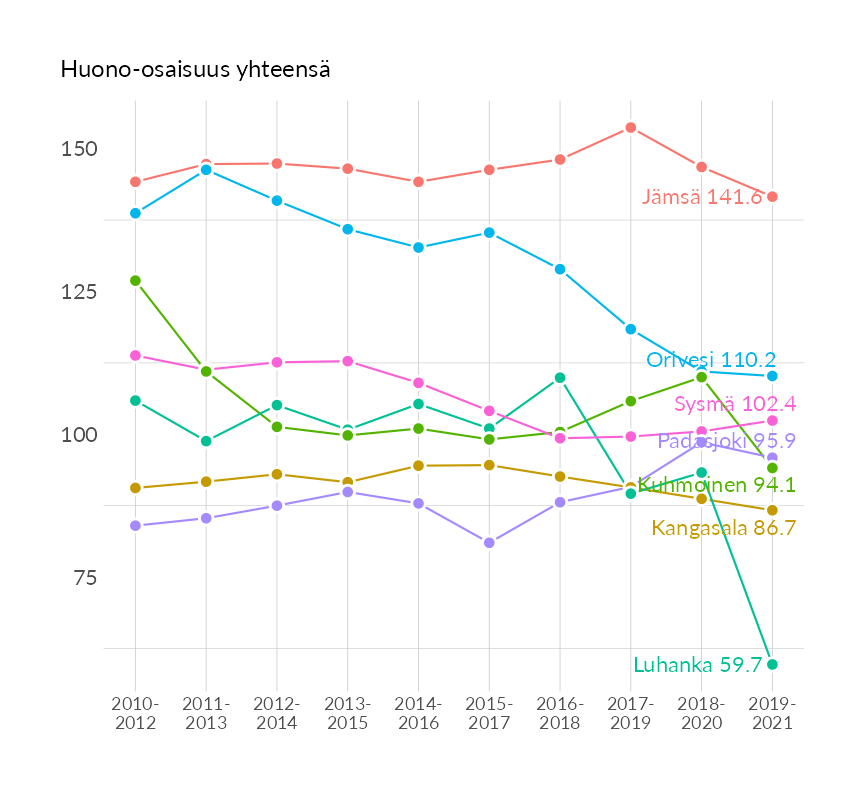 Huono-osaisuus yhteensä
150
125
100
75
Jämsä 141.6
Orivesi 110.2
Sysmä 102.4
Padasjoki 95.9
Kuhmoinen 94.1
Kangasala 86.7
Luhanka 59.7
2010- 2011- 2012- 2013- 2014- 2015- 2016- 2017- 2018- 2019-
2012 2013 2014 2015 2016 2017 2018 2019 2020 2021